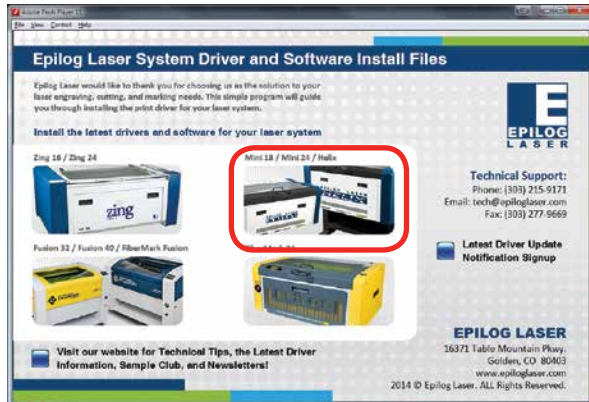 Adobe Flash Player 11
File View Control Help
Epilog Laser System Driver and Software Install Files
Epilog Laser would like to thank you for choosing us as the solution to your
laser engraving, cutting, and marking needs. This simple program will guide
you through installing the print driver for your laser system.
Install the latest drivers and software for your laser system
Zing 16 / Zing 24
Mini 18 / Mini 24 / Helix
zing
Fusion 32 / Fusion 40 / FiberMark Fusion
EPILOG
LASER
Technical Support:
Phone: (303) 215-9171
Email: tech@epiloglaser.com
Fax: (303) 277-9669
Latest Driver Update
Notification Signup
Visit our website for Technical Tips, the Latest Driver
Information, Sample Club, and Newsletters!
EPILOG LASER
16371 Table Mountain Pkwy.
Golden, CO 80403
www.epiloglaser.com
2014 © Epilog Laser. ALL Rights Reserved.